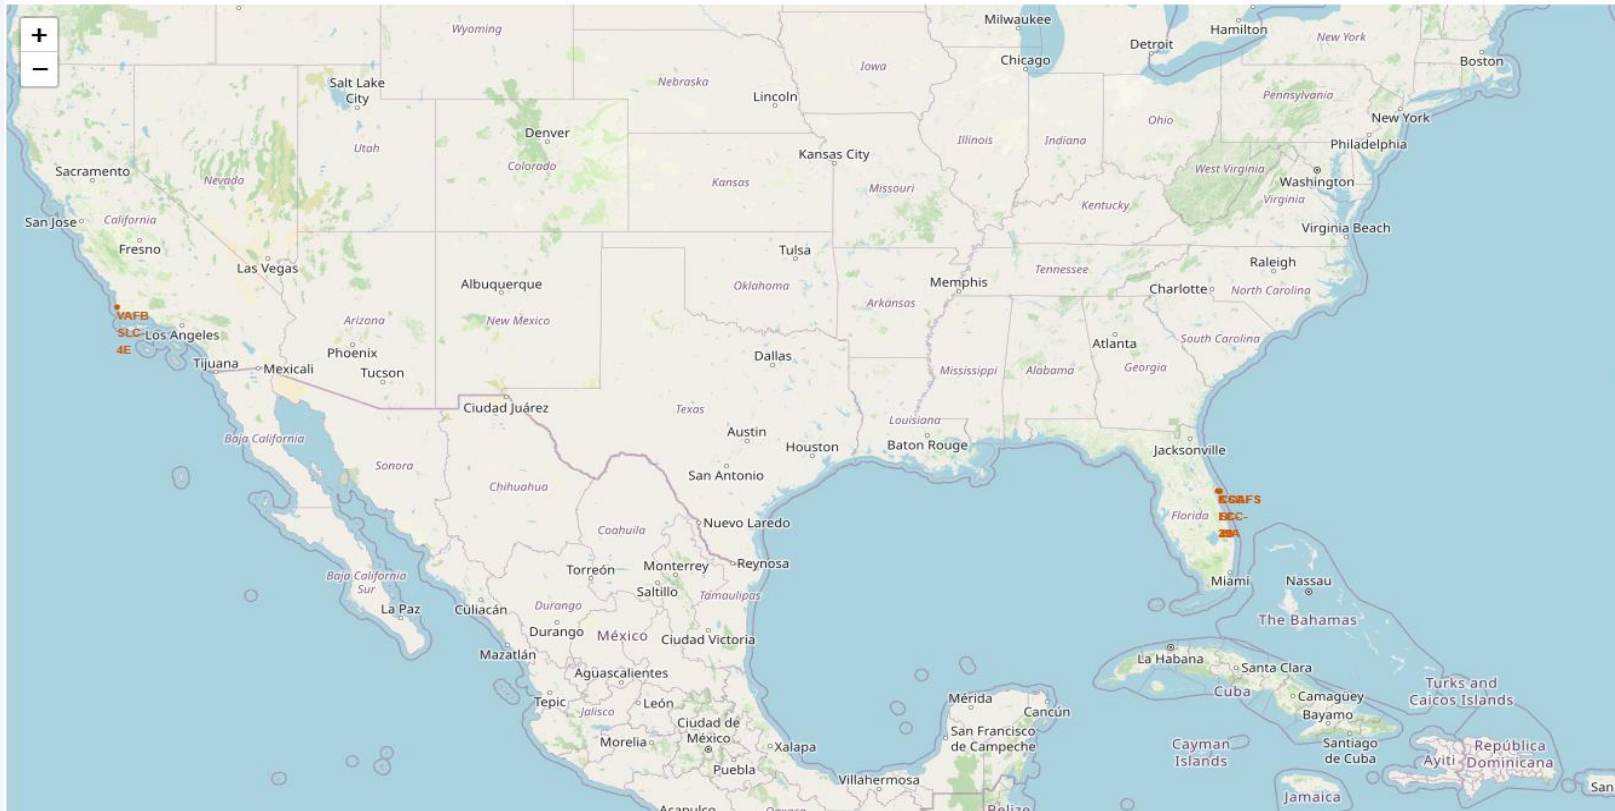 +
−
Wyoming
Milwaukee
Hamilton
New York
Detroit
Chicago
Boston
Iowa
Salt Lake
City
Nebraska
Lincoln
Pennsylvania
New York
Denver
Illinois
Indiana
Ohio
Philadelphia
Utah
Colorado
Kansas City
Sacramento
Nevada
Kansas
Missouri
West Virginia
Washington
Virginia
San Jose
California
Kentucky
Virginia Beach
Fresno
Tulsa
Las Vegas
Raleigh
Albuquerque
Oklahoma
Memphis
Tennessee
Charlotte
North Carolina
Arkansas
VAFB
SLC-
4E
Los Angeles
Arizona
New Mexico
South Carolina
Atlanta
Phoenix
Dallas
Tijuana
Mexicali
Tucson
Mississippi
Alabama
Georgia
Ciudad Juárez
Texas
Louisiana
Austin
Houston
Baton Rouge
Jacksonville
Baja California
Sonora
San Antonio
Chihuahua
Florida
Coahuila
Nuevo Laredo
Torreón
Monterrey
Reynosa
Baja California
Sur
Saltillo
Tamaulipas
Miami
Nassau
La Paz
Culiacán
Durango
The Bahamas
Durango
México
Ciudad Victoria
Mazatlán
La Habana
Santa Clara
Aguascalientes
Cuba
Camagüey
Turks and
Caicos Islands
Tepic
León
Mérida
Cancún
Bayamo
Jalisco
Ciudad de
México
San Francisco
de Campeche
Morelia
Xalapa
Cayman
Islands
Santiago
de Cuba
Ayiti
República
Dominicana
Puebla
Villahermosa
San
Jamaica
Acapulco
Belize